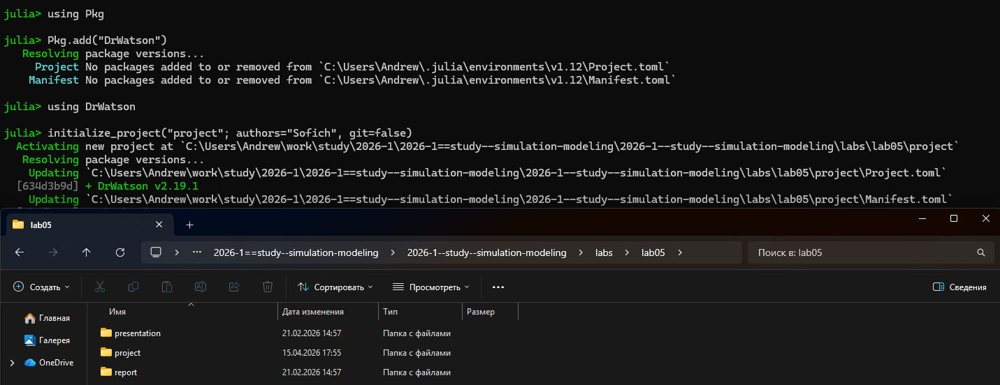 julia> using Pkg
julia> Pkg.add("DrWatson")
Resolving package versions...
Project No packages added to or removed from `C:\Users\Andrew\.julia\environments\v1.12\Project.toml`
Manifest No packages added to or removed from `C:\Users\Andrew\.julia\environments\v1.12\Manifest.toml`
julia> using DrWatson
julia> initialize_project("project"; authors="Sofich", git=false)
Activating new project at `C:\Users\Andrew\work\study\2026-1\2026-1==study--simulation-modeling\2026-1--study--simulation-modeling\labs\lab05\project`
Resolving package versions...
Updating `C:\Users\Andrew\work\study\2026-1\2026-1==study--simulation-modeling\2026-1--study--simulation-modeling\labs\lab05\project\Project.toml`
[634d3b9d] + DrWatson v2.19.1
Updating `C:\Users\Andrew\work\study\2026-1\2026-1==study--simulation-modeling\2026-1--study--simulation-modeling\labs\lab05\project\Manifest.toml`
lab05
2026-1==study--simulation-modeling > 2026-1--study--simulation-modeling > labs > lab05 > Поиск в: lab05
Создать Сортировать Просмотреть ••• Сведения
Имя Дата изменения Тип Размер
Главная
presentation 21.02.2026 14:57 Папка с файлами
Галерея
project 15.04.2026 17:55 Папка с файлами
OneDrive
report 21.02.2026 14:57 Папка с файлами